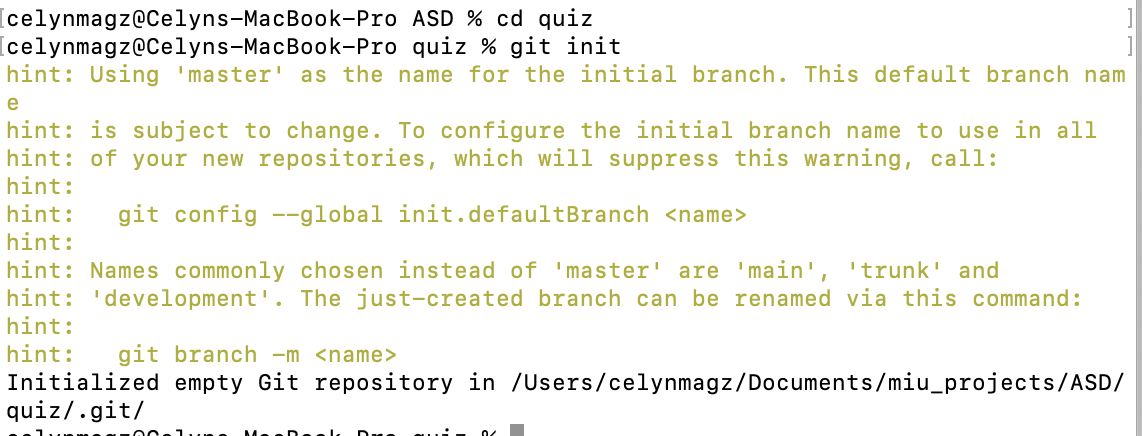 [celynmagz@Celyns-MacBook-Pro ASD % cd quiz ]
[celynmagz@Celyns-MacBook-Pro quiz % git init ]
hint: Using 'master' as the name for the initial branch. This default branch nam
e
hint: is subject to change. To configure the initial branch name to use in all
hint: of your new repositories, which will suppress this warning, call:
hint:
hint:   git config --global init.defaultBranch <name>
hint:
hint: Names commonly chosen instead of 'master' are 'main', 'trunk' and
hint: 'development'. The just-created branch can be renamed via this command:
hint:
hint:   git branch -m <name>
Initialized empty Git repository in /Users/celynmagz/Documents/miu_projects/ASD/
quiz/.git/
celynmagz@Celyns-MacBook-Pro quiz %